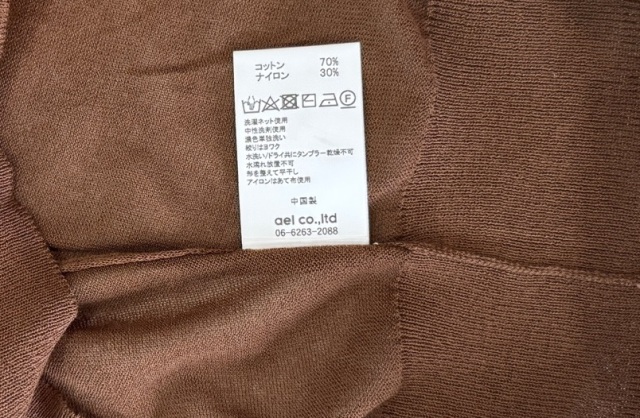 コットン 70%
ナイロン 30%
洗濯ネット使用
中性洗剤使用
濃色単独洗い
絞りはヨワク
水洗い/ドライ共にタンブラー乾燥不可
水濡れ放置不可
形を整えて平干し
アイロンはあて布使用
中国製
ael co.,ltd
06-6263-2088